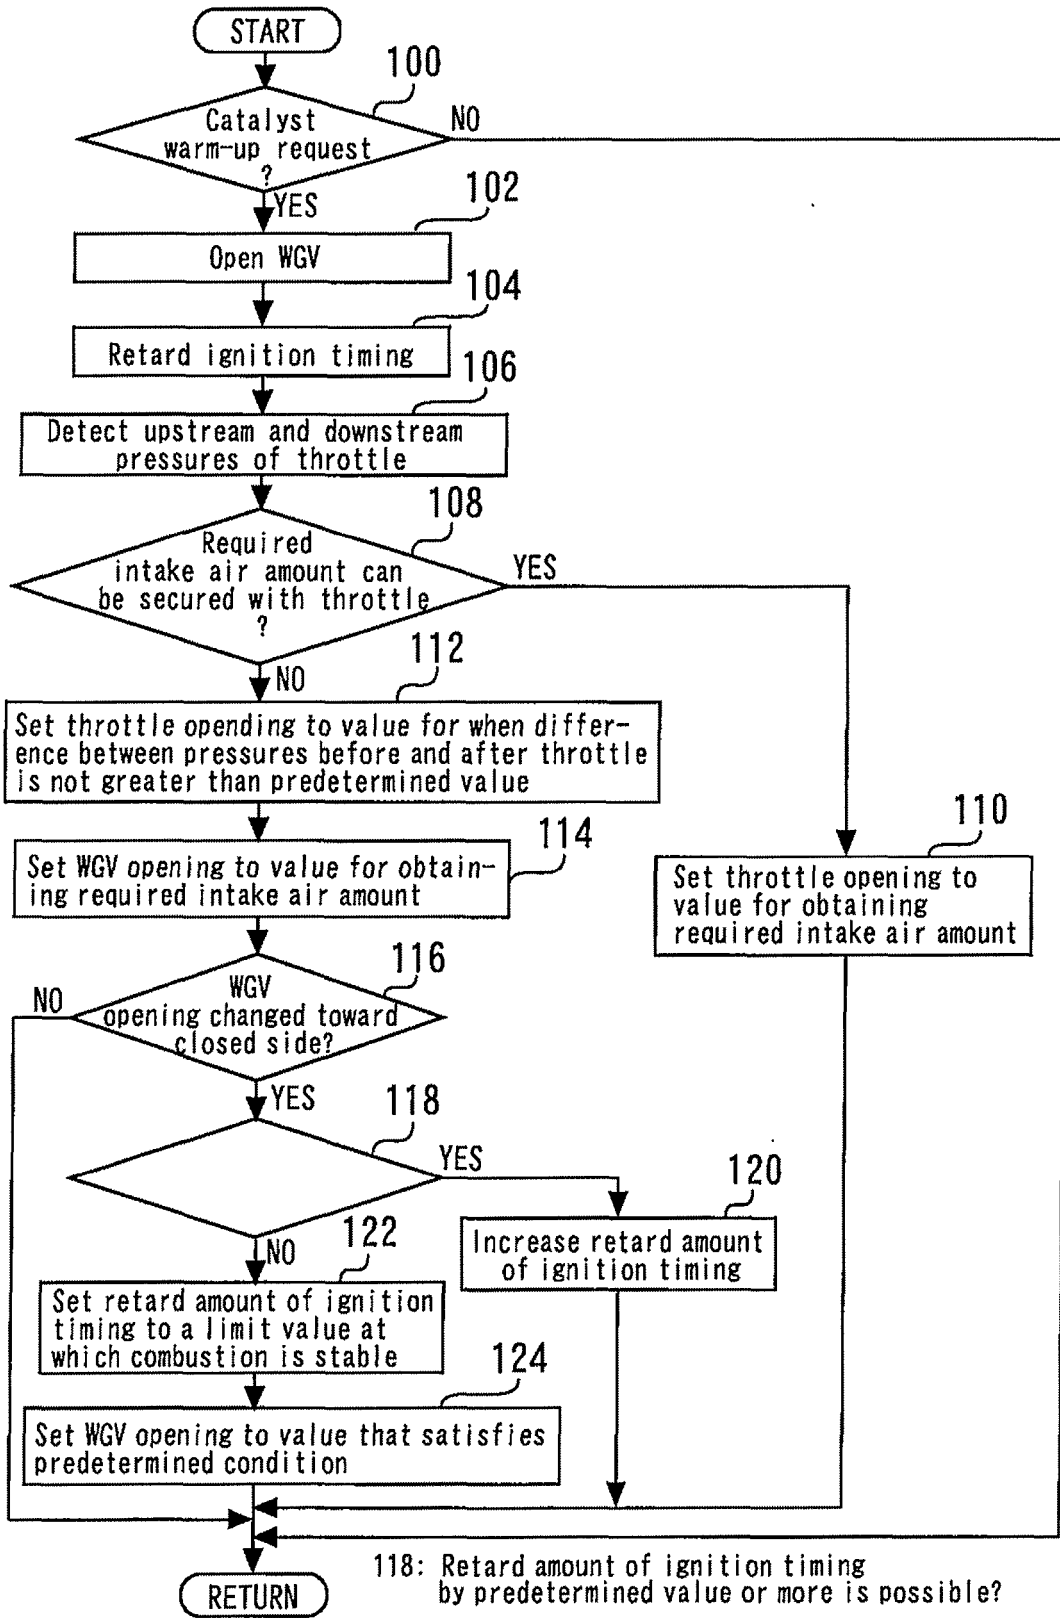 START
100
Catalyst
warm-up request
?
NO
YES
102
Open WGV
104
Retard ignition timing
106
Detect upstream and downstream
pressures of throttle
108
Required
intake air amount can
be secured with throttle
?
YES
NO
112
Set throttle opending to value for when differ-
ence between pressures before and after throttle
is not greater than predetermined value
114
Set WGV opening to value for obtain-
ing required intake air amount
110
Set throttle opening to
value for obtaining
required intake air amount
116
WGV
opening changed toward
closed side?
NO
YES
118
YES
NO
120
Increase retard amount
of ignition timing
122
Set retard amount of ignition
timing to a limit value at
which combustion is stable
124
Set WGV opening to value that satisfies
predetermined condition
RETURN
118: Retard amount of ignition timing
by predetermined value or more is possible?